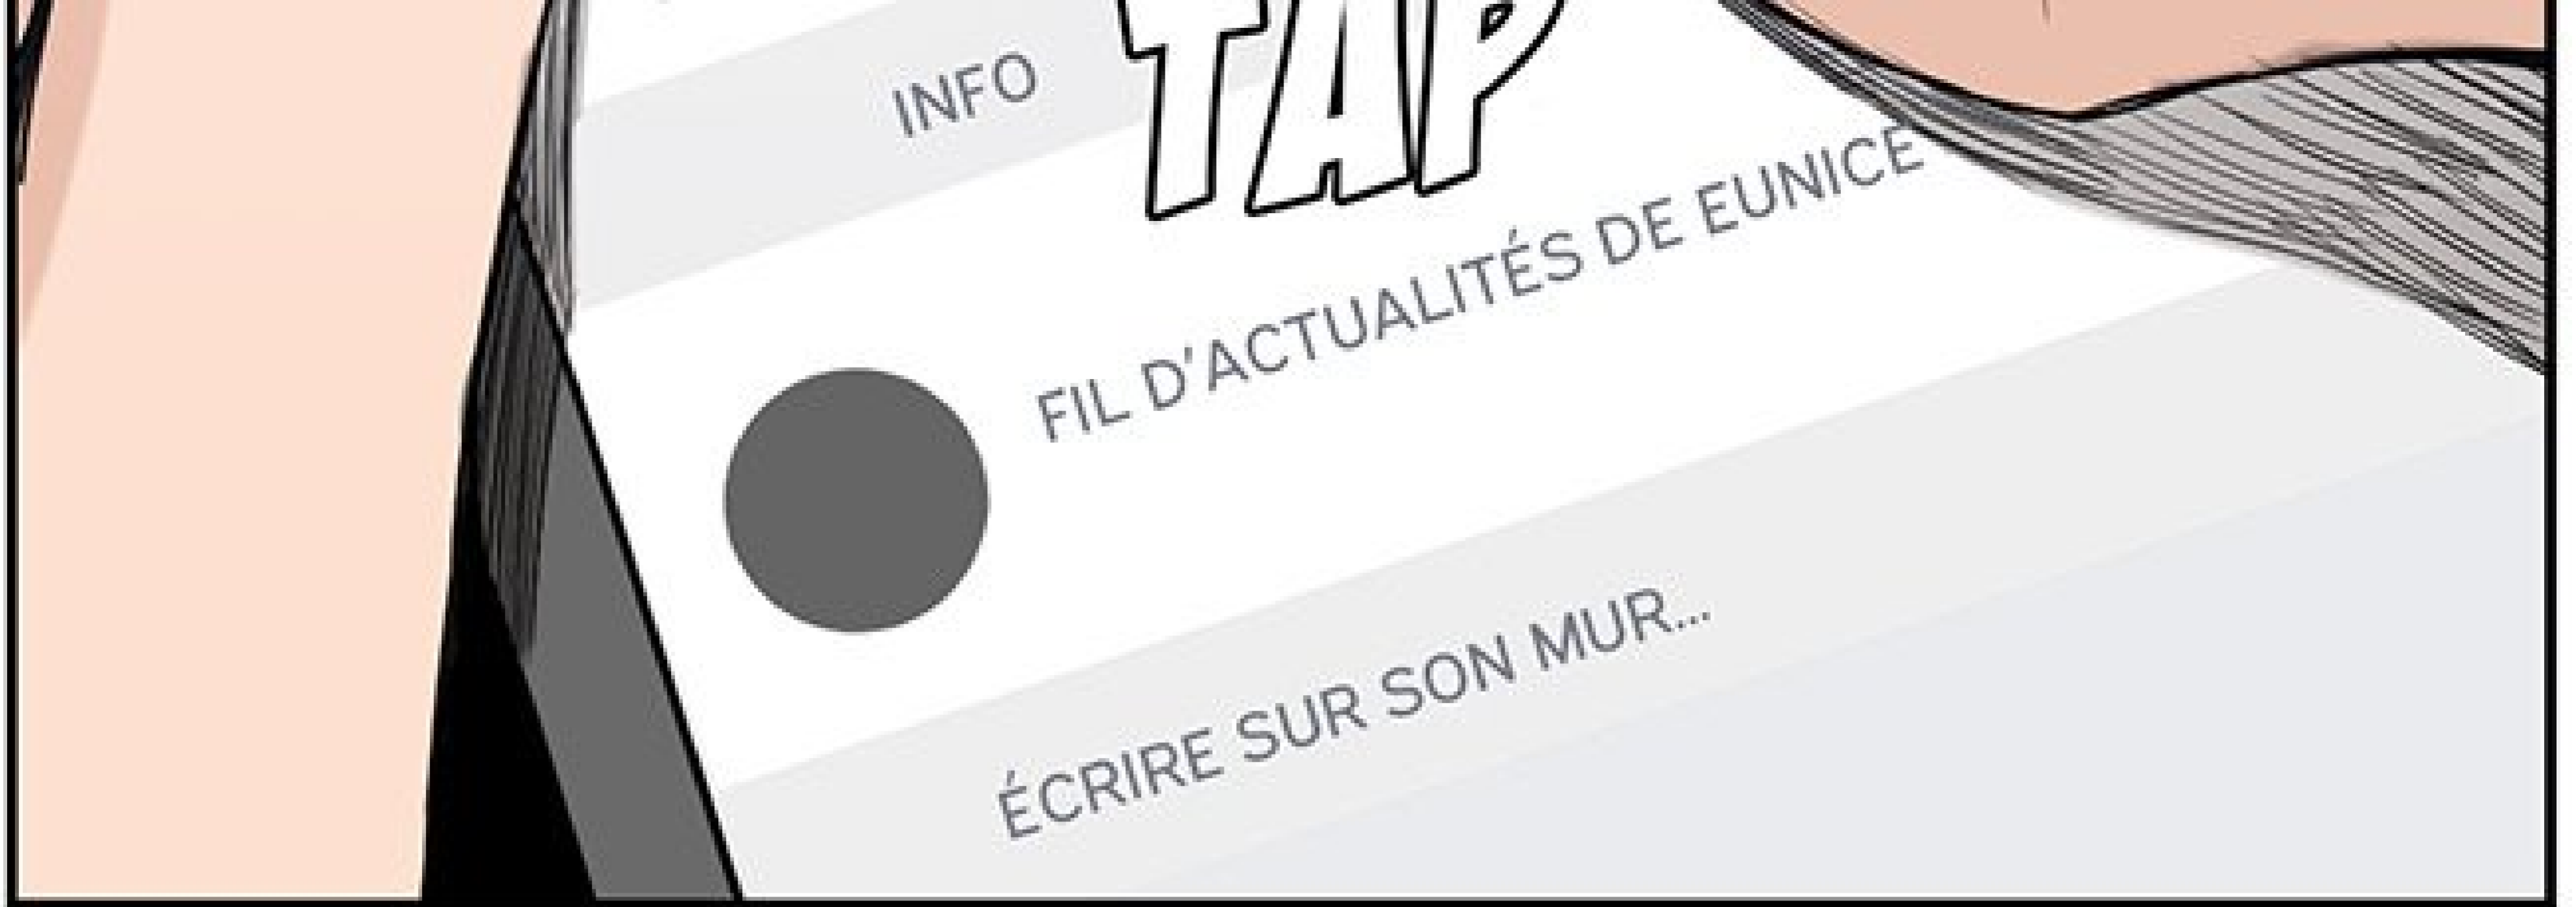 TAP
INFO
FIL D'ACTUALITÉS DE EUNICE
ÉCRIRE SUR SON MUR...